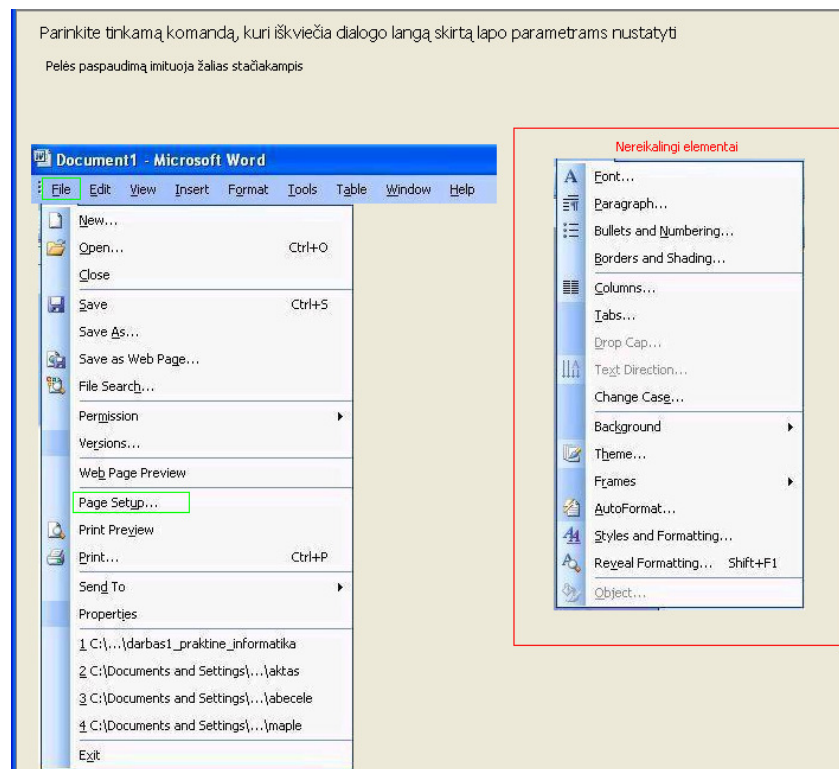 Parinkite tinkamą komandą, kuri iškviečia dialogo langą skirtą lapo parametrams nustatyti
Pelės paspaudimą imituoja žalias stačiakampis
Document1 - Microsoft Word
File Edit View Insert Format Tools Table Window Help
New...
Open... Ctrl+O
Close
Save Ctrl+S
Save As...
Save as Web Page...
File Search...
Permission
Versions...
Web Page Preview
Page Setup...
Print Preview
Print... Ctrl+P
Send To
Properties
1 C:\...\darbas1_praktine_informatika
2 C:\Documents and Settings\...\aktas
3 C:\Documents and Settings\...\abecele
4 C:\Documents and Settings\...\maple
Exit
Nereikalingi elementai
Font...
Paragraph...
Bullets and Numbering...
Borders and Shading...
Columns...
Tabs...
Drop Cap...
Text Direction...
Change Case...
Background
Theme...
Frames
AutoFormat...
Styles and Formatting...
Reveal Formatting... Shift+F1
Object...